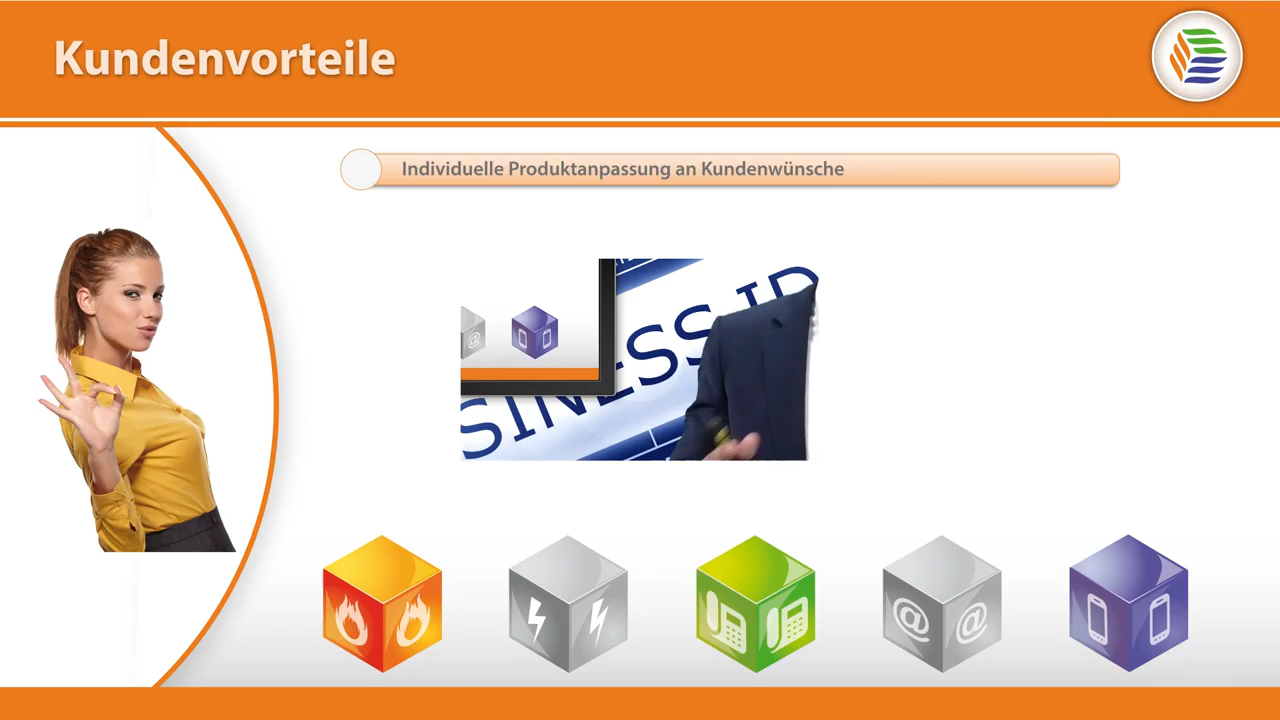 Kundenvorteile
Individuelle Produktanpassung an Kundenwünsche
SINESS ID
@
@ @